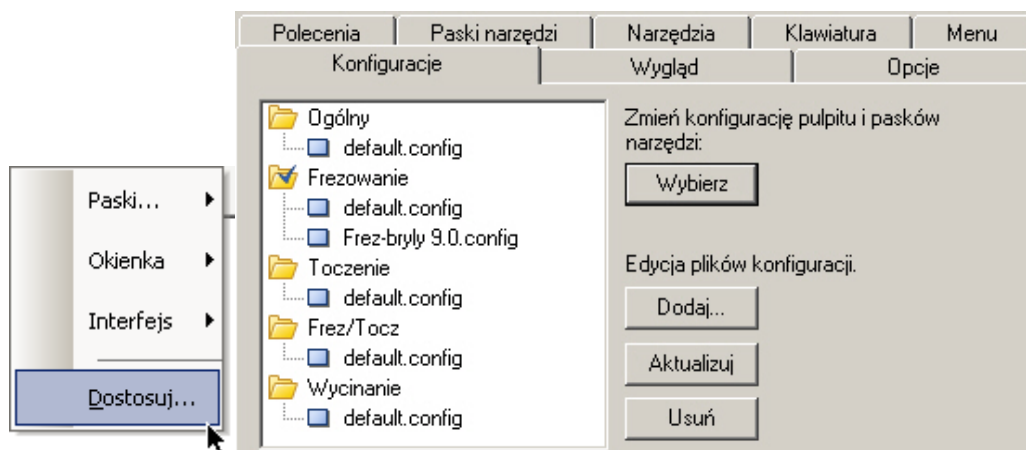 Paski...
Okienka
Interfejs
Dostosuj...
Polecenia Paski narzędzi Narzędzia Klawiatura Menu
Konfiguracje Wygląd Opcje
Ogólny
default.config
Frezowanie
default.config
Frez-bryly 9.0.config
Toczenie
default.config
Frez/Tocz
default.config
Wycinanie
default.config
Zmień konfigurację pulpitu i pasków
narzędzi:
Wybierz
Edycja plików konfiguracji.
Dodaj...
Aktualizuj
Usuń